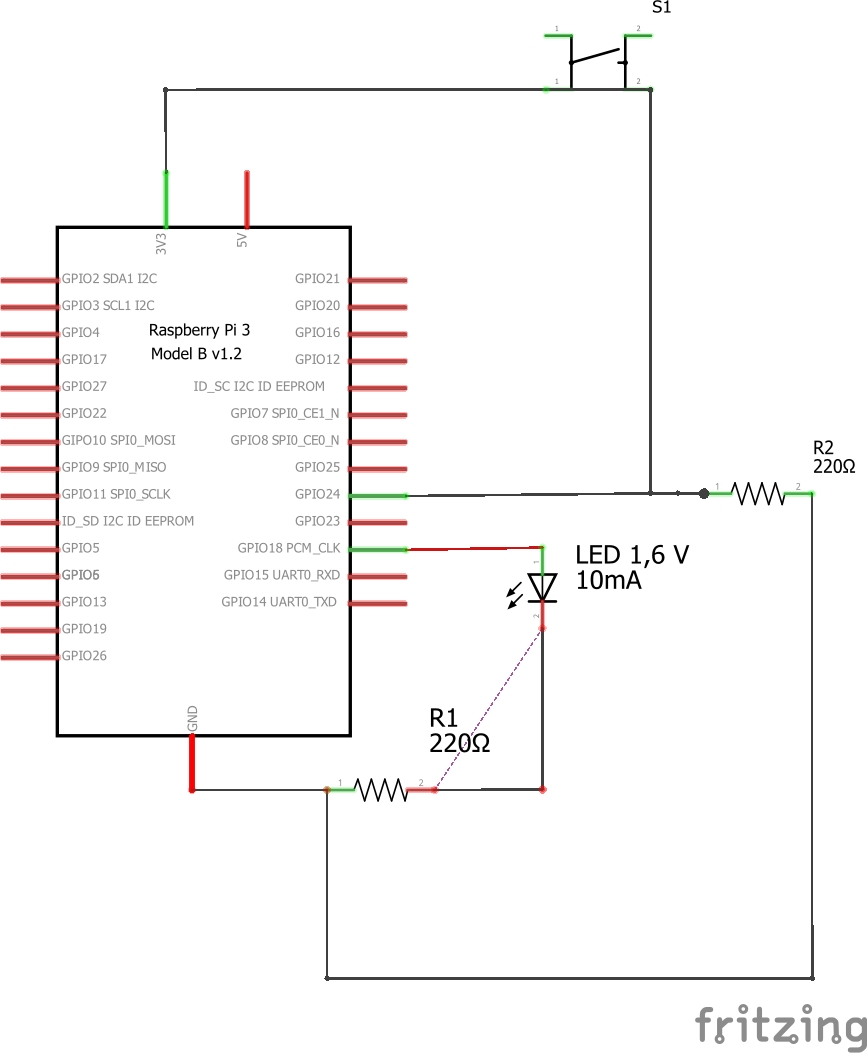 S1
1
2
1
2
3V3
5V
GPIO2 SDA1 I2C
GPIO21
GPIO3 SCL1 I2C
GPIO20
GPIO4
Raspberry Pi 3
GPIO16
Model B v1.2
GPIO17
GPIO12
GPIO27
ID_SC I2C ID EEPROM
GPIO22
GPIO7 SPI0_CE1_N
GIPO10 SPI0_MOSI
GPIO8 SPI0_CE0_N
GPIO9 SPI0_MISO
GPIO25
R2
220Ω
GPIO11 SPI0_SCLK
GPIO24
1
2
ID_SD I2C ID EEPROM
GPIO23
GPIO5
GPIO18 PCM_CLK
1
LED 1,6 V
10mA
GPIO6
GPIO15 UART0_RXD
GPIO13
GPIO14 UART0_TXD
2
GPIO19
GPIO26
GND
R1
220Ω
1
2
fritzing